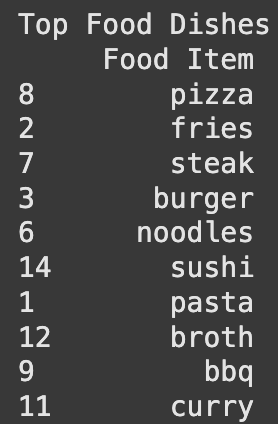 Top Food Dishes
Food Item
8 pizza
2 fries
7 steak
3 burger
6 noodles
14 sushi
1 pasta
12 broth
9 bbq
11 curry